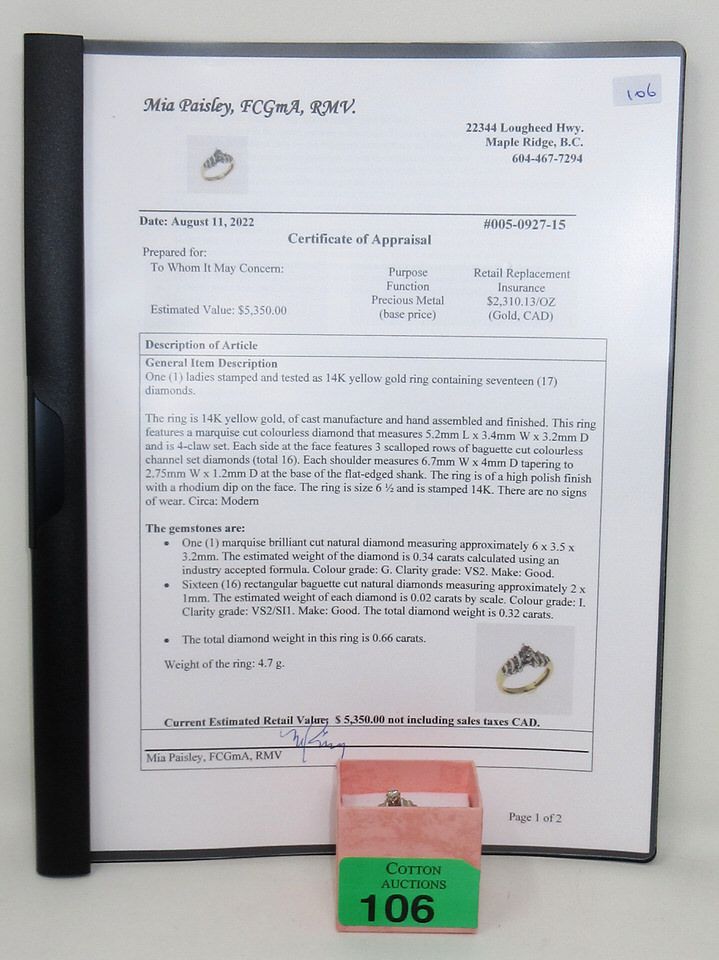 106
Mia Paisley, FCGmA, RMV.
22344 Lougheed Hwy.
Maple Ridge, B.C.
604-467-7294
Date: August 11, 2022
#005-0927-15
Certificate of Appraisal
Prepared for:
To Whom It May Concern:
Estimated Value: $5,350.00
Purpose
Function
Precious Metal
(base price)
Retail Replacement
Insurance
$2,310.13/OZ
(Gold, CAD)
Description of Article
General Item Description
One (1) ladies stamped and tested as 14K yellow gold ring containing seventeen (17)
diamonds.
The ring is 14K yellow gold, of cast manufacture and hand assembled and finished. This ring
features a marquise cut colourless diamond that measures 5.2mm L x 3.4mm W x 3.2mm D
and is 4-claw set. Each side at the face features 3 scalloped rows of baguette cut colourless
channel set diamonds (total 16). Each shoulder measures 6.7mm W x 4mm D tapering to
2.75mm W x 1.2mm D at the base of the flat-edged shank. The ring is of a high polish finish
with a rhodium dip on the face. The ring is size 6 ½ and is stamped 14K. There are no signs
of wear. Circa: Modern
The gemstones are:
• One (1) marquise brilliant cut natural diamond measuring approximately 6 x 3.5 x
3.2mm. The estimated weight of the diamond is 0.34 carats calculated using an
industry accepted formula. Colour grade: G. Clarity grade: VS2. Make: Good.
• Sixteen (16) rectangular baguette cut natural diamonds measuring approximately 2 x
1mm. The estimated weight of each diamond is 0.02 carats by scale. Colour grade: I.
Clarity grade: VS2/SI1. Make: Good. The total diamond weight is 0.32 carats.
• The total diamond weight in this ring is 0.66 carats.
Weight of the ring: 4.7 g.
Current Estimated Retail Value: $ 5,350.00 not including sales taxes CAD.
Mia Paisley, FCGmA, RMV
Page 1 of 2
COTTON
AUCTIONS
106